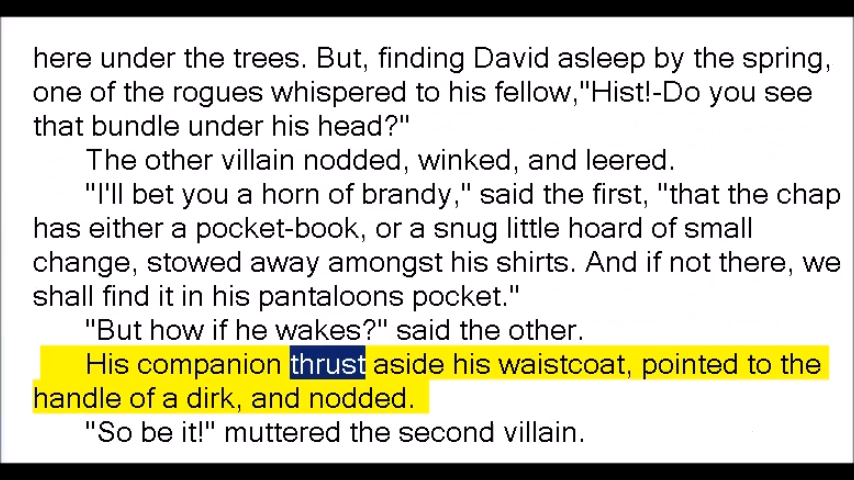 here under the trees. But, finding David asleep by the spring,
one of the rogues whispered to his fellow,"Hist!-Do you see
that bundle under his head?"
The other villain nodded, winked, and leered.
"I'll bet you a horn of brandy," said the first, "that the chap
has either a pocket-book, or a snug little hoard of small
change, stowed away amongst his shirts. And if not there, we
shall find it in his pantaloons pocket."
"But how if he wakes?" said the other.
His companion thrust aside his waistcoat, pointed to the
handle of a dirk, and nodded.
"So be it!" muttered the second villain.